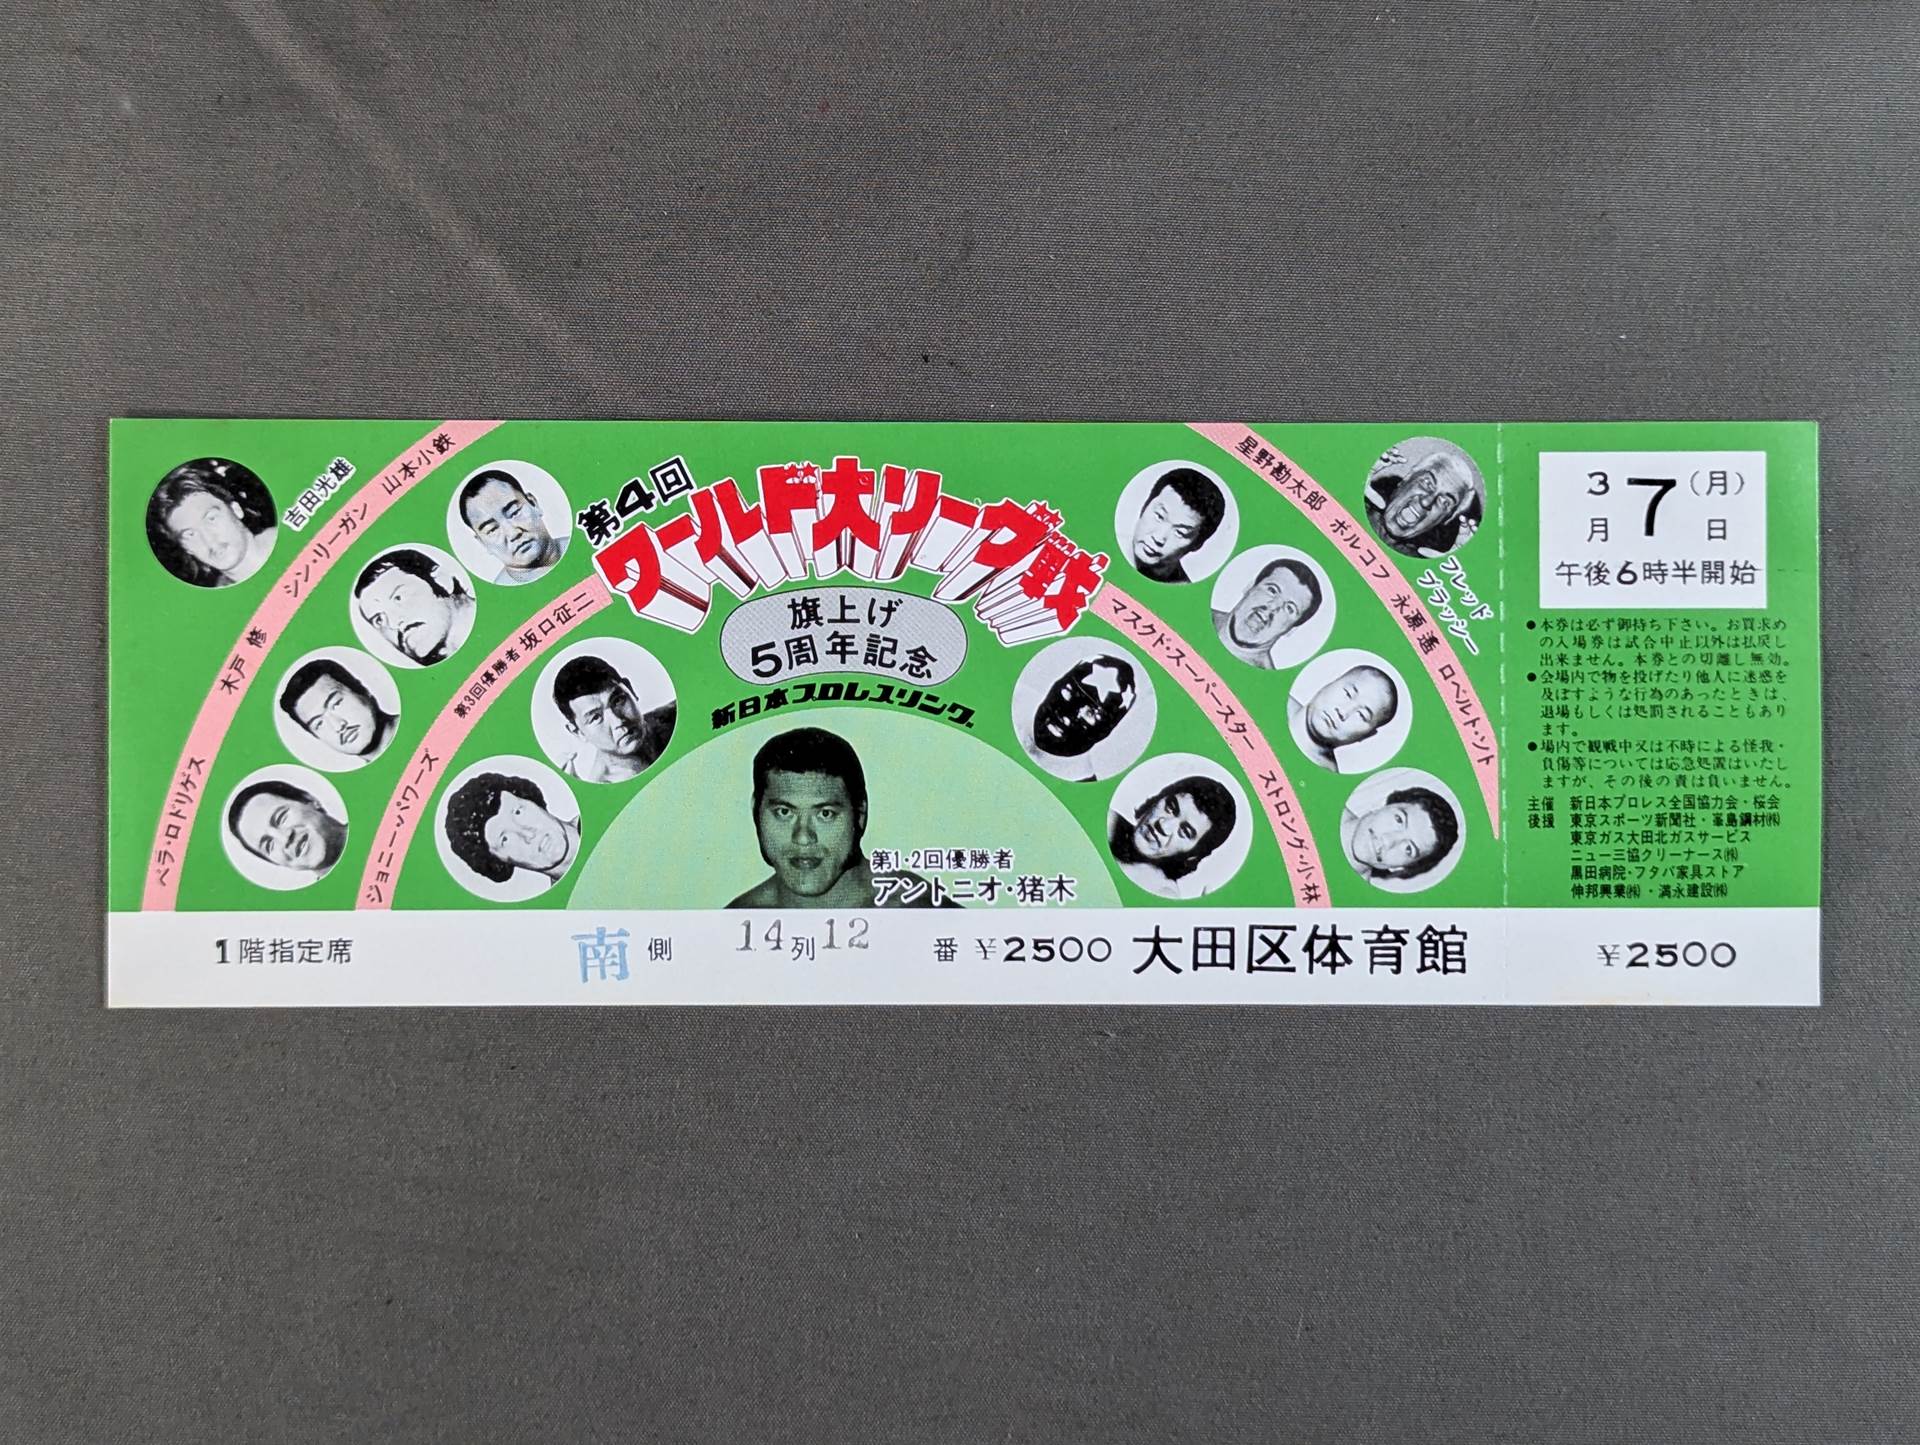 第4回
ワールド大リーグ戦
旗上げ
5周年記念
新日本プロレスリング
第1・2回優勝者
アントニオ・猪木
吉田光雄
ベラ・ロドリゲス 木戸 修 シン・リーガン 山本小鉄
ジョニー・パワーズ 第3回優勝者 坂口征二
マスクド・スーパースター ストロング・小林
星野勘太郎 ボルコフ 永源遙 ロベルト・ソト
フレッド
ブラッシー
1階指定席 南側 14列12番 ¥2500 大田区体育館
3月7日(月)
午後6時半開始
●本券は必ず御持ち下さい。お買求め
の入場券は試合中止以外は払戻し
出来ません。本券との切離し無効。
●会場内で物を投げたり他人に迷惑を
及ぼすような行為のあったときは、
退場もしくは処罰されることもあり
ます。
●場内で観戦中又は不時による怪我・
負傷等については応急処置はいたし
ますが、その後の責は負いません。
主催 新日本プロレス全国協力会・桜会
後援 東京スポーツ新聞社・峯島鋼材㈱
東京ガス大田北ガスサービス
ニュー三協クリーナース㈱
黒田病院・フタバ家具ストア
伸邦興業㈱・満永建設㈱
¥2500